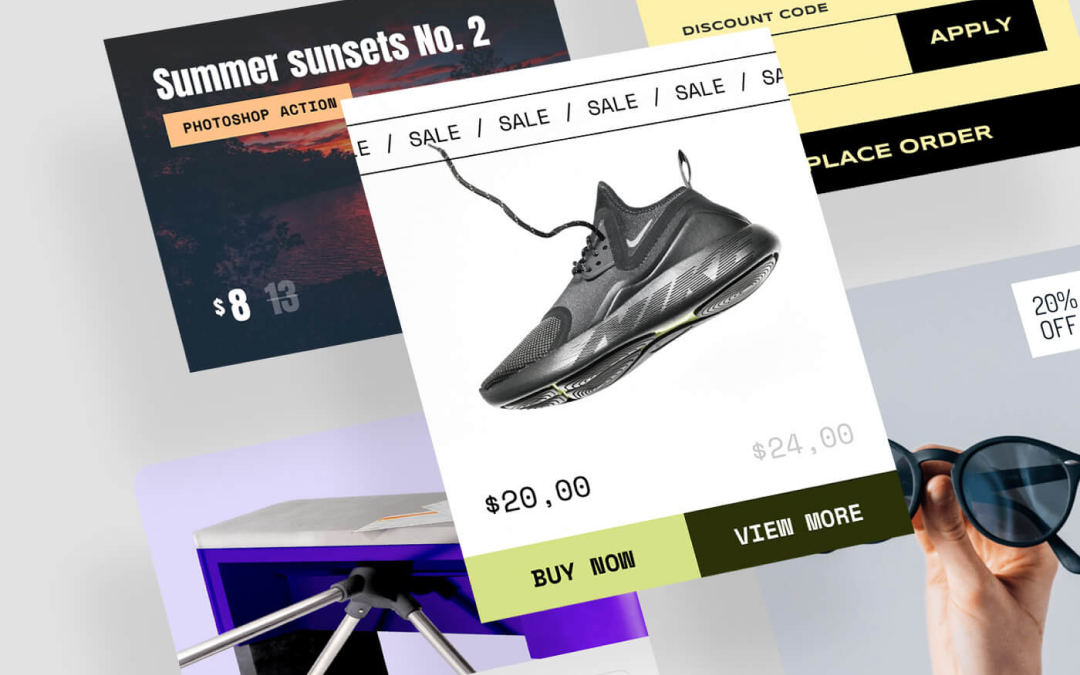 Summer sunsets No. 2
PHOTOSHOP ACTION
$8 13
DISCOUNT CODE
APPLY
PLACE ORDER
LE / SALE / SALE / SALE / SA
$20,00
$24,00
BUY NOW
VIEW MORE
20%
OFF